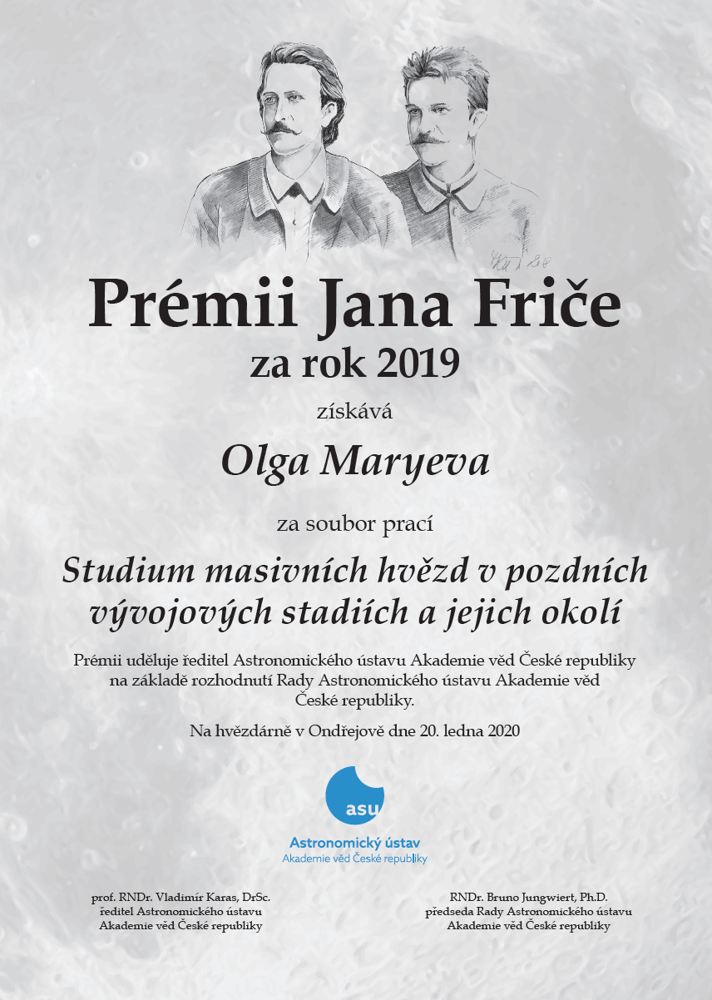 Prémii Jana Friče
za rok 2019
získává
Olga Maryeva
za soubor prací
Studium masivních hvězd v pozdních
vývojových stadiích a jejich okolí
Prémii uděluje ředitel Astronomického ústavu Akademie věd České republiky
na základě rozhodnutí Rady Astronomického ústavu Akademie věd
České republiky.
Na hvězdárně v Ondřejově dne 20. ledna 2020
asu
Astronomický ústav
Akademie věd České republiky
prof. RNDr. Vladimír Karas, DrSc.
ředitel Astronomického ústavu
Akademie věd České republiky
RNDr. Bruno Jungwiert, Ph.D.
předseda Rady Astronomického ústavu
Akademie věd České republiky